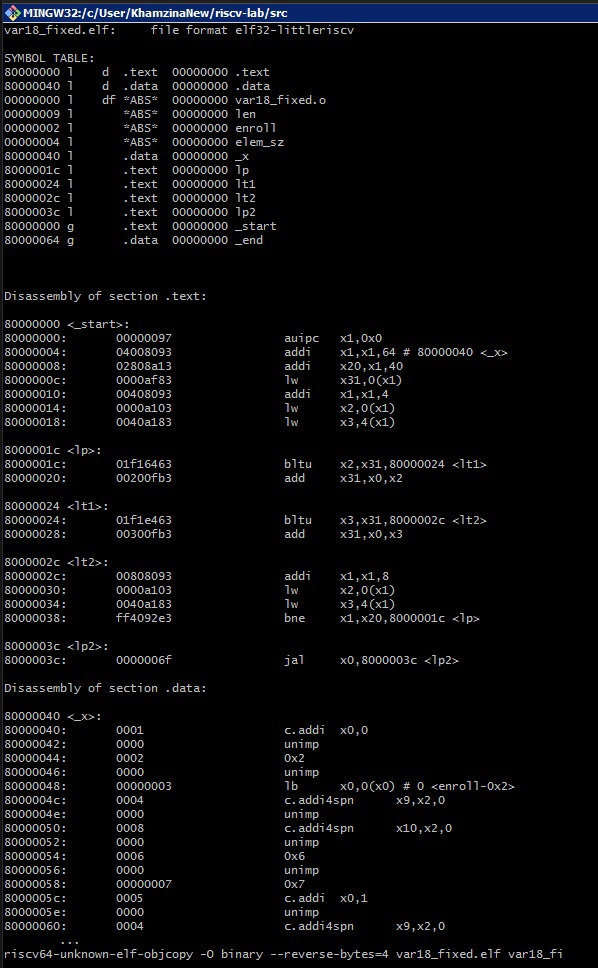 MINGW32:/c/User/KhamzinaNew/riscv-lab/src
var18_fixed.elf:     file format elf32-littleriscv
SYMBOL TABLE:
80000000 l    d  .text  00000000 .text
80000040 l    d  .data  00000000 .data
00000000 l    df *ABS*  00000000 var18_fixed.o
00000009 l       *ABS*  00000000 len
00000002 l       *ABS*  00000000 enroll
00000004 l       *ABS*  00000000 elem_sz
80000040 l       .data  00000000 _x
8000001c l       .text  00000000 lp
80000024 l       .text  00000000 lt1
8000002c l       .text  00000000 lt2
8000003c l       .text  00000000 lp2
80000000 g       .text  00000000 _start
80000064 g       .data  00000000 _end
Disassembly of section .text:
80000000 <_start>:
80000000:       00000097                auipc   x1,0x0
80000004:       04008093                addi    x1,x1,64 # 80000040 <_x>
80000008:       02808a13                addi    x20,x1,40
8000000c:       0000af83                lw      x31,0(x1)
80000010:       00408093                addi    x1,x1,4
80000014:       0000a103                lw      x2,0(x1)
80000018:       0040a183                lw      x3,4(x1)
8000001c <lp>:
8000001c:       01f16463                bltu    x2,x31,80000024 <lt1>
80000020:       00200fb3                add     x31,x0,x2
80000024 <lt1>:
80000024:       01f1e463                bltu    x3,x31,8000002c <lt2>
80000028:       00300fb3                add     x31,x0,x3
8000002c <lt2>:
8000002c:       00808093                addi    x1,x1,8
80000030:       0000a103                lw      x2,0(x1)
80000034:       0040a183                lw      x3,4(x1)
80000038:       ff4092e3                bne     x1,x20,8000001c <lp>
8000003c <lp2>:
8000003c:       0000006f                jal     x0,8000003c <lp2>
Disassembly of section .data:
80000040 <_x>:
80000040:       0001                    c.addi  x0,0
80000042:       0000                    unimp
80000044:       0002                    0x2
80000046:       0000                    unimp
80000048:       00000003                lb      x0,0(x0) # 0 <enroll-0x2>
8000004c:       0004                    c.addi4spn      x9,x2,0
8000004e:       0000                    unimp
80000050:       0008                    c.addi4spn      x10,x2,0
80000052:       0000                    unimp
80000054:       0006                    0x6
80000056:       0000                    unimp
80000058:       00000007                0x7
8000005c:       0005                    c.addi  x0,1
8000005e:       0000                    unimp
80000060:       0004                    c.addi4spn      x9,x2,0
...
riscv64-unknown-elf-objcopy -O binary --reverse-bytes=4 var18_fixed.elf var18_fi